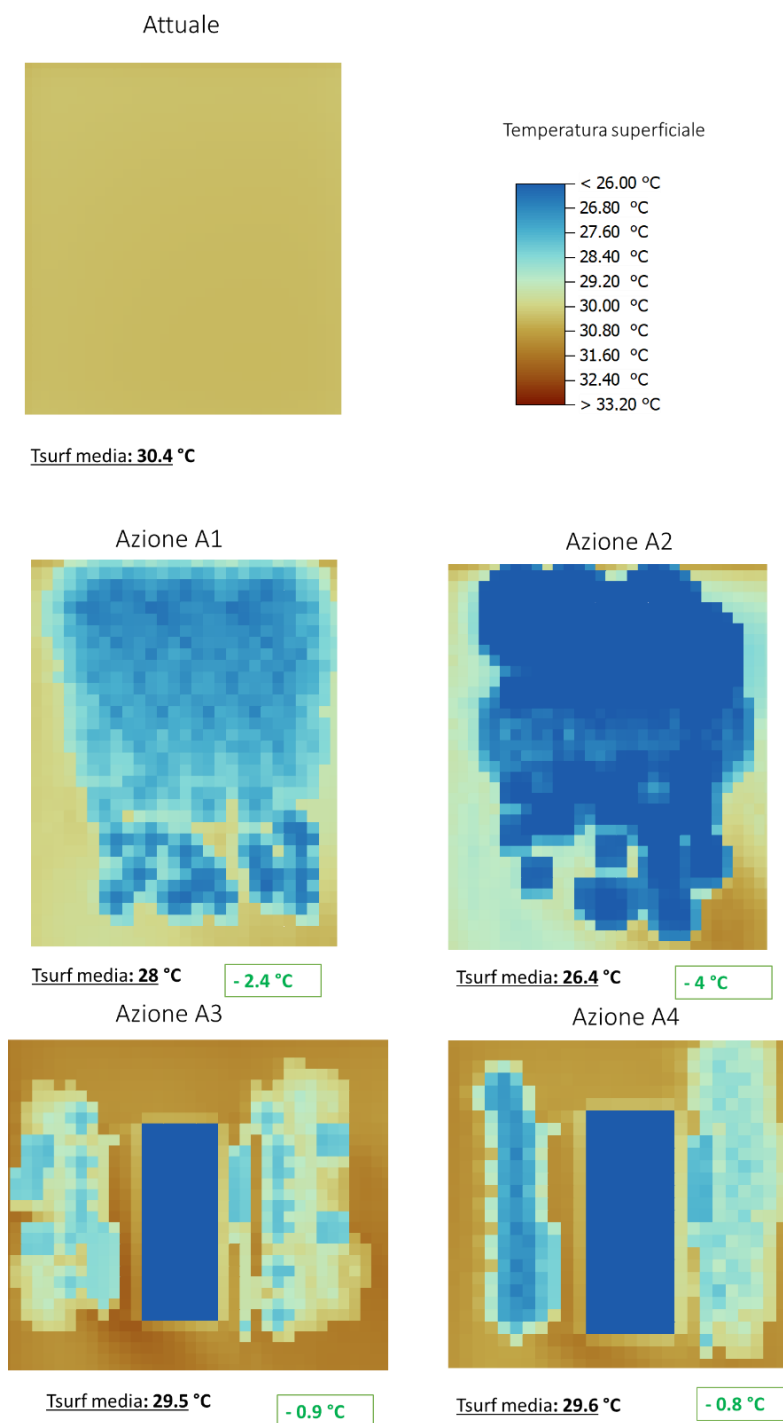 Attuale
Temperatura superficiale
< 26.00 °C
26.80 °C
27.60 °C
28.40 °C
29.20 °C
30.00 °C
30.80 °C
31.60 °C
32.40 °C
> 33.20 °C
Tsurf media: 30.4 °C
Azione A1
Azione A2
Tsurf media: 28 °C
- 2.4 °C
Tsurf media: 26.4 °C
- 4 °C
Azione A3
Azione A4
Tsurf media: 29.5 °C
- 0.9 °C
Tsurf media: 29.6 °C
- 0.8 °C